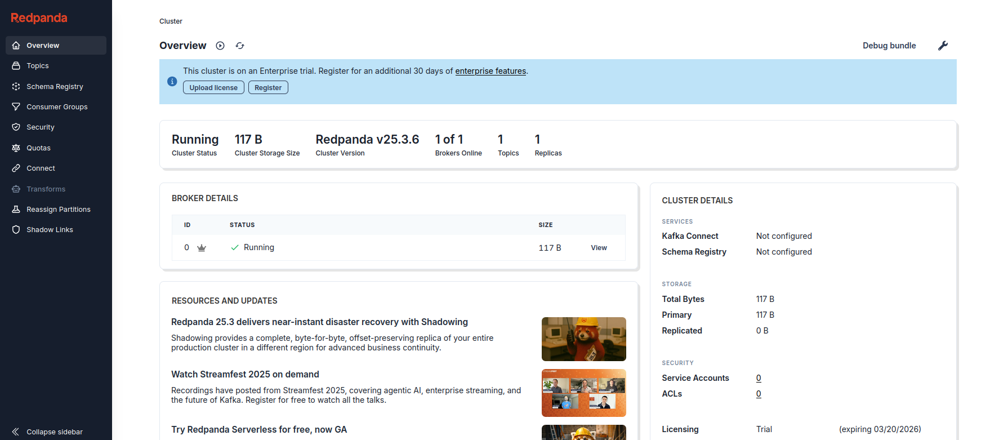 Redpanda
Overview
Topics
Schema Registry
Consumer Groups
Security
Quotas
Connect
Transforms
Reassign Partitions
Shadow Links
Collapse sidebar
Cluster
Overview
Debug bundle
This cluster is on an Enterprise trial. Register for an additional 30 days of enterprise features.
Upload license Register
Running 117 B Redpanda v25.3.6 1 of 1 1 1
Cluster Status Cluster Storage Size Cluster Version Brokers Online Topics Replicas
BROKER DETAILS
ID STATUS SIZE
0 Running 117 B View
RESOURCES AND UPDATES
Redpanda 25.3 delivers near-instant disaster recovery with Shadowing
Shadowing provides a complete, byte-for-byte, offset-preserving replica of your entire
production cluster in a different region for advanced business continuity.
25.3
Watch Streamfest 2025 on demand
Recordings have posted from Streamfest 2025, covering agentic AI, enterprise streaming, and
the future of Kafka. Register for free to watch all the talks.
STREAMFEST
Try Redpanda Serverless for free, now GA
CLUSTER DETAILS
SERVICES
Kafka Connect Not configured
Schema Registry Not configured
STORAGE
Total Bytes 117 B
Primary 117 B
Replicated 0 B
SECURITY
Service Accounts 0
ACLs 0
Licensing Trial (expiring 03/20/2026)